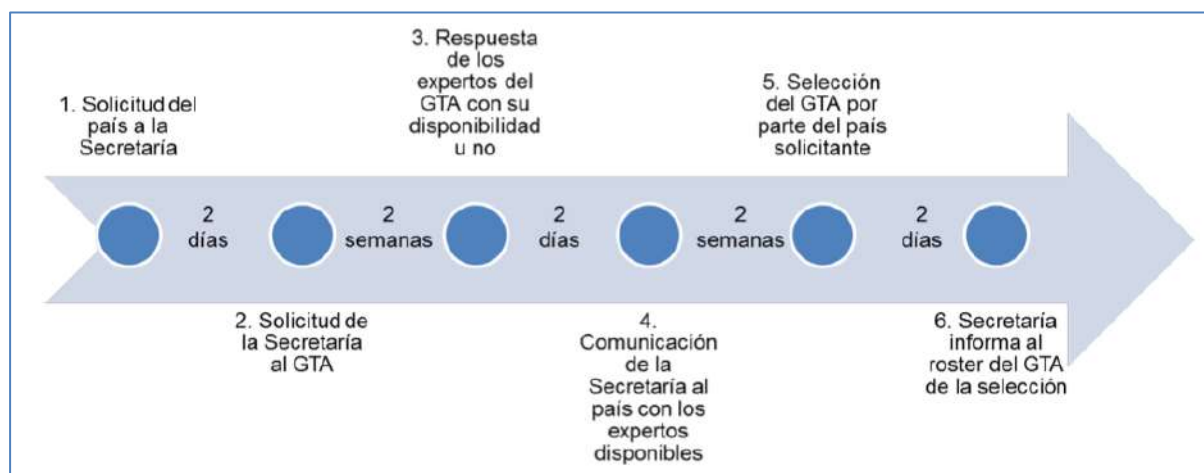 1. Solicitud del
país a la
Secretaría
2
días
2. Solicitud de
la Secretaría
al GTA
2
semanas
3. Respuesta
de los
expertos del
GTA con su
disponibilidad
u no
2
días
4.
Comunicación
de la
Secretaría al
país con los
expertos
disponibles
2
semanas
5. Selección
del GTA por
parte del país
solicitante
2
días
6. Secretaría
informa al
roster del GTA
de la selección